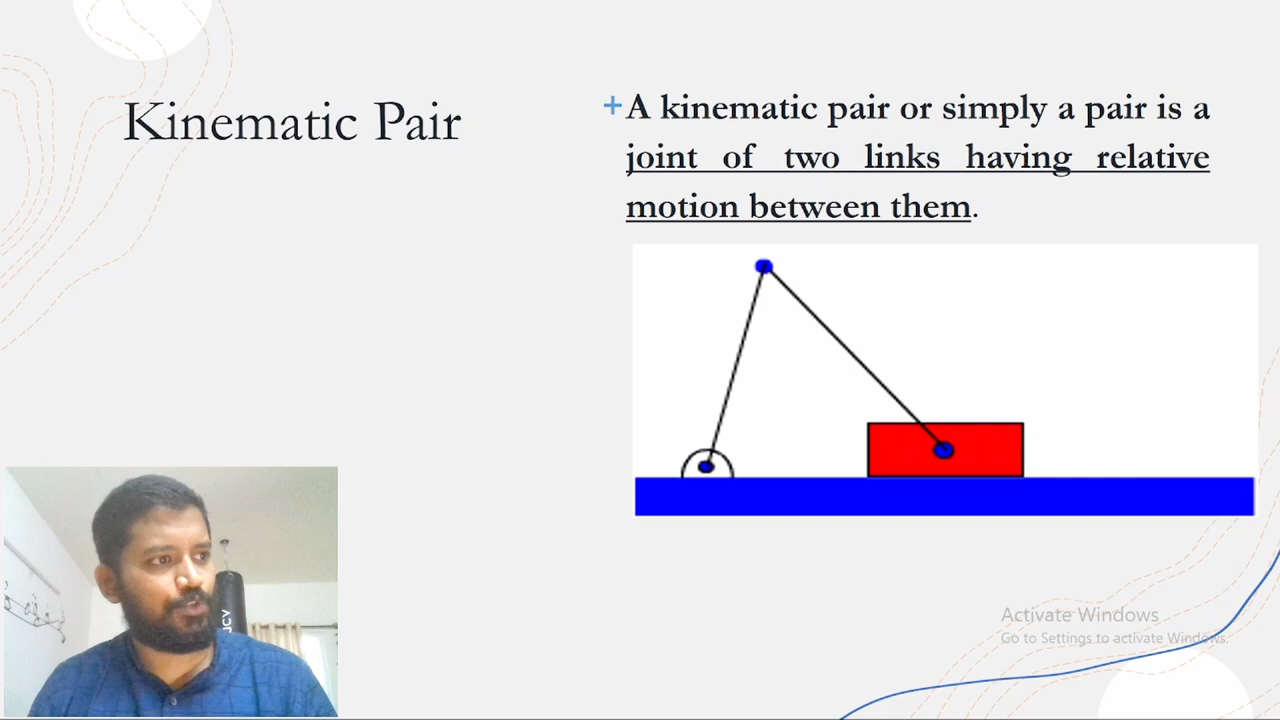 Kinematic Pair
+A kinematic pair or simply a pair is a
joint of two links having relative
motion between them.
Activate Windows
Go to Settings to activate Windows.